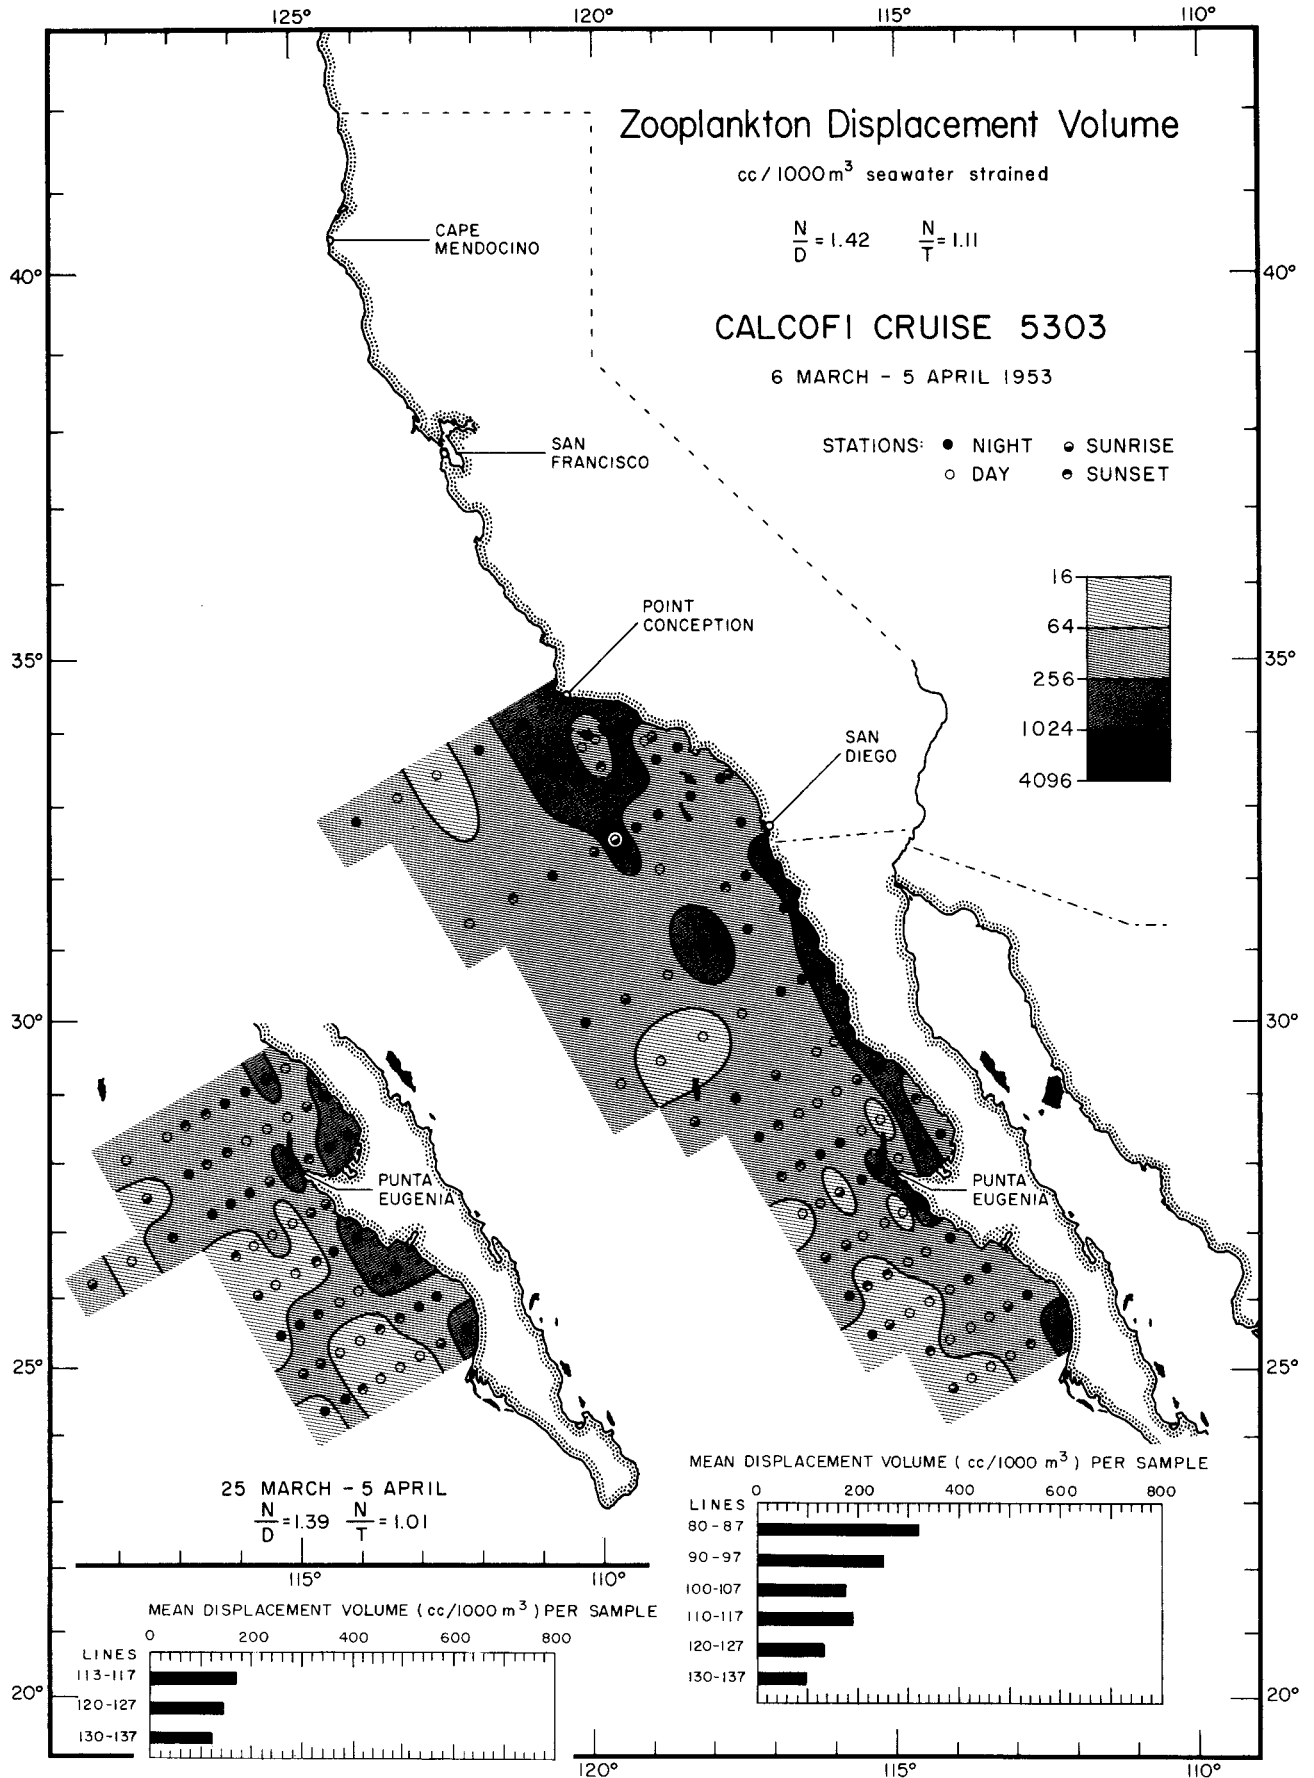 125° 120° 115° 110°
Zooplankton Displacement Volume
cc/1000m³ seawater strained
N/D = 1.42 N/T = 1.11
CALCOFI CRUISE 5303
6 MARCH - 5 APRIL 1953
STATIONS: NIGHT SUNRISE
DAY SUNSET
CAPE
MENDOCINO
40° 40°
SAN
FRANCISCO
16
64
256
1024
4096
POINT
CONCEPTION
35° 35°
SAN
DIEGO
30° 30°
PUNTA
EUGENIA
PUNTA
EUGENIA
25° 25°
25 MARCH - 5 APRIL
N/D = 1.39 N/T = 1.01
115° 110°
MEAN DISPLACEMENT VOLUME (cc/1000 m³) PER SAMPLE
0 200 400 600 800
LINES
80-87
90-97
100-107
110-117
120-127
130-137
MEAN DISPLACEMENT VOLUME (cc/1000 m³) PER SAMPLE
0 200 400 600 800
LINES
113-117
120-127
130-137
20° 20°
120° 115° 110°